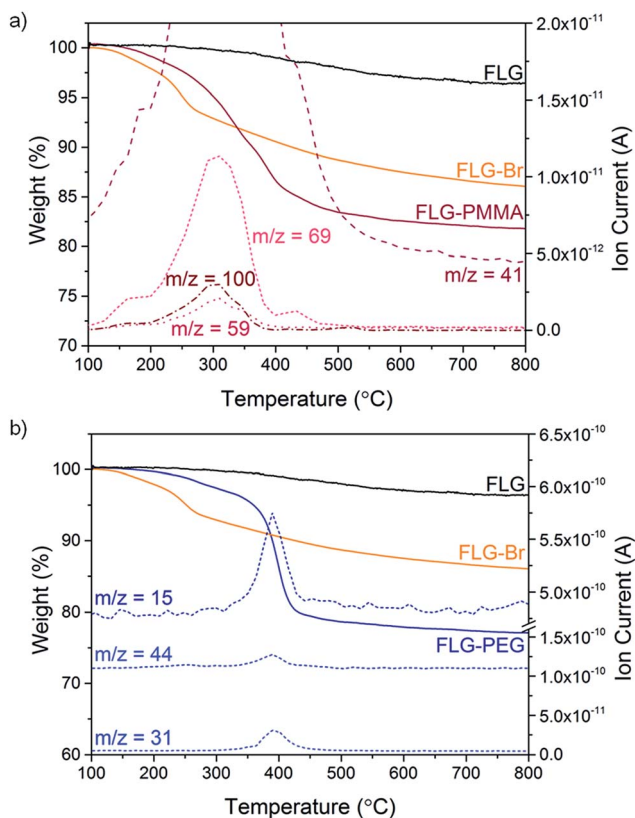 a)
100
95
90
85
80
75
70
Weight (%)
FLG
FLG-Br
FLG-PMMA
m/z = 69
m/z = 100
m/z = 59
m/z = 41
2.0x10⁻¹¹
1.5x10⁻¹¹
1.0x10⁻¹¹
5.0x10⁻¹²
0.0
Ion Current (A)
100 200 300 400 500 600 700 800
Temperature (°C)
b)
100
90
80
70
60
Weight (%)
FLG
FLG-Br
m/z = 15
FLG-PEG
m/z = 44
m/z = 31
6.5x10⁻¹⁰
6.0x10⁻¹⁰
5.5x10⁻¹⁰
5.0x10⁻¹⁰
1.5x10⁻¹⁰
1.0x10⁻¹⁰
5.0x10⁻¹¹
0.0
Ion Current (A)
100 200 300 400 500 600 700 800
Temperature (°C)